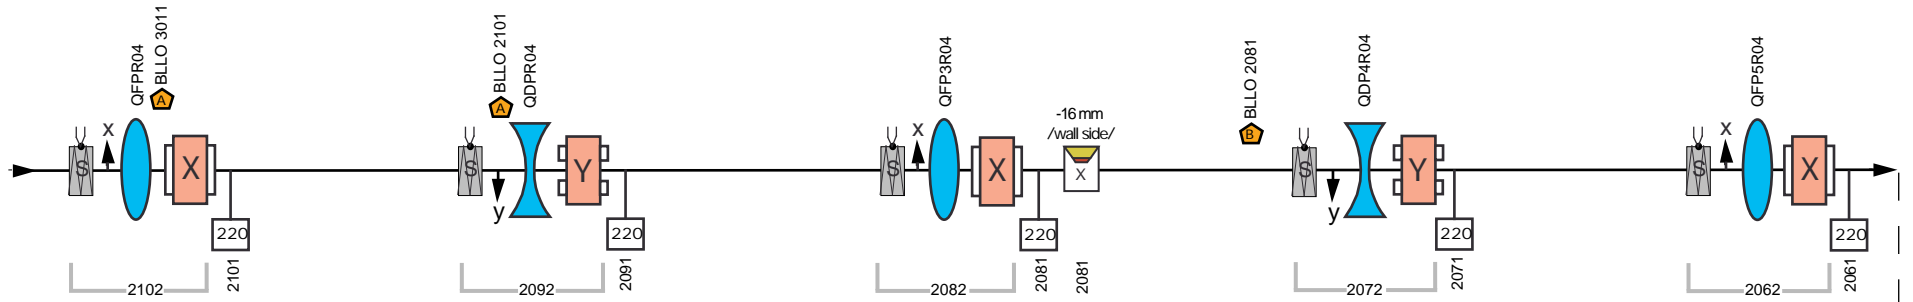 QFPR04
BLLO 3011
A
S
x
X
220
2101
2102
BLLO 2101
A
QDPR04
S
y
Y
220
2091
2092
QFP3R04
S
x
X
220
2081
2082
-16 mm
/wall side/
X
2081
BLLO 2081
B
QDP4R04
S
y
Y
220
2071
2072
QFP5R04
S
x
X
220
2061
2062